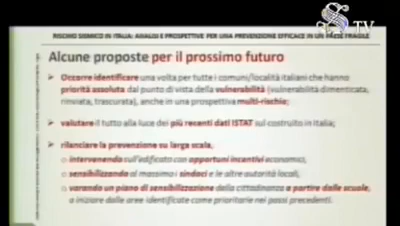 S TV
RISCHIO SISMICO IN ITALIA: ANALISI E PROSPETTIVE PER UNA PREVENZIONE EFFICACE IN UN PAESE FRAGILE
Alcune proposte per il prossimo futuro
Occorre identificare una volta per tutte i comuni/località italiani che hanno
priorità assoluta dal punto di vista della vulnerabilità (vulnerabilità dimenticata,
rinviata, trascurata), anche in una prospettiva multi-rischio;
valutare il tutto alla luce dei più recenti dati ISTAT sul costruito in Italia;
rilanciare la prevenzione su larga scala,
o intervenendo sull'edificato con opportuni incentivi economici,
o sensibilizzando al massimo i sindaci e le altre autorità locali,
o varando un piano di sensibilizzazione della cittadinanza a partire dalle scuole,
a iniziare dalle aree identificate come prioritarie nei passi precedenti.